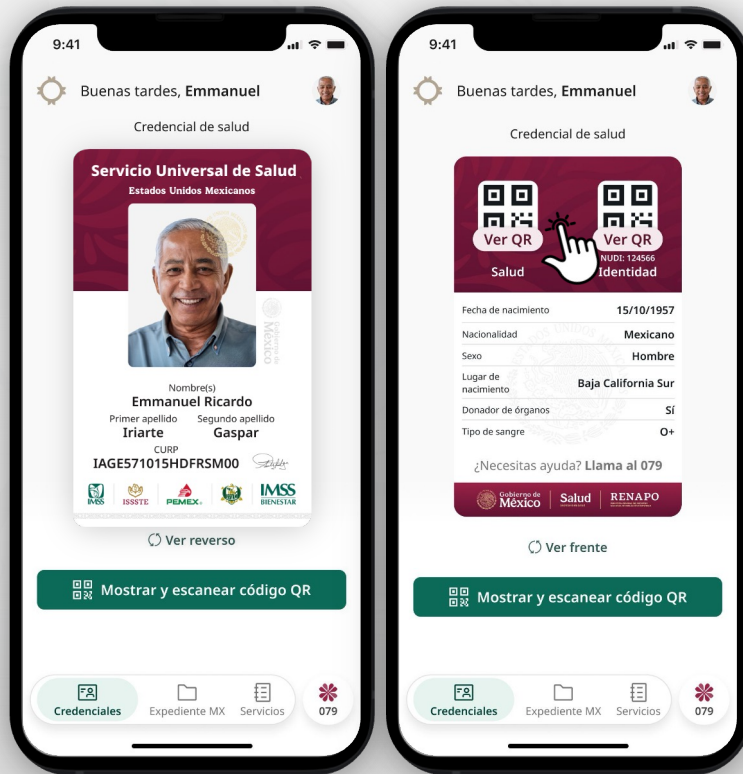 9:41
Buenas tardes, Emmanuel
Credencial de salud
Servicio Universal de Salud
Estados Unidos Mexicanos
Gobierno de
México
Nombre(s)
Emmanuel Ricardo
Primer apellido Segundo apellido
Iriarte Gaspar
CURP
IAGE571015HDFRSM00
IMSS ISSSTE PEMEX IMSS
BIENESTAR
Ver reverso
Mostrar y escanear código QR
Credenciales Expediente MX Servicios 079
9:41
Buenas tardes, Emmanuel
Credencial de salud
Ver QR Ver QR
NUDI: 124566
Salud Identidad
Fecha de nacimiento 15/10/1957
Nacionalidad Mexicano
Sexo Hombre
Lugar de
nacimiento Baja California Sur
Donador de órganos Sí
Tipo de sangre O+
¿Necesitas ayuda? Llama al 079
Gobierno de
México Salud RENAPO
Ver frente
Mostrar y escanear código QR
Credenciales Expediente MX Servicios 079